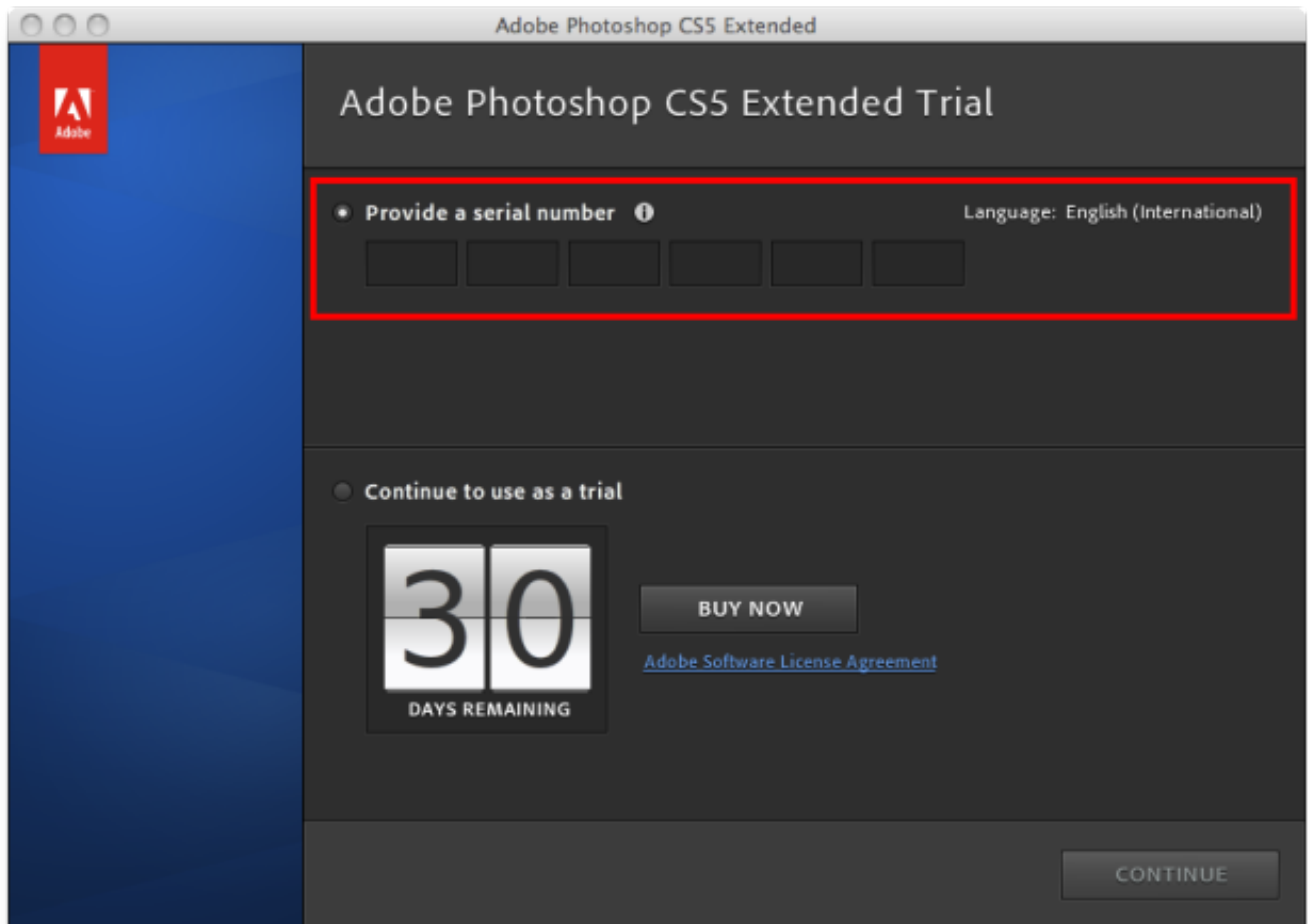 Adobe Photoshop CS5 Extended
Adobe
Adobe Photoshop CS5 Extended Trial
Provide a serial number
Language: English (International)
Continue to use as a trial
30
DAYS REMAINING
BUY NOW
Adobe Software License Agreement
CONTINUE